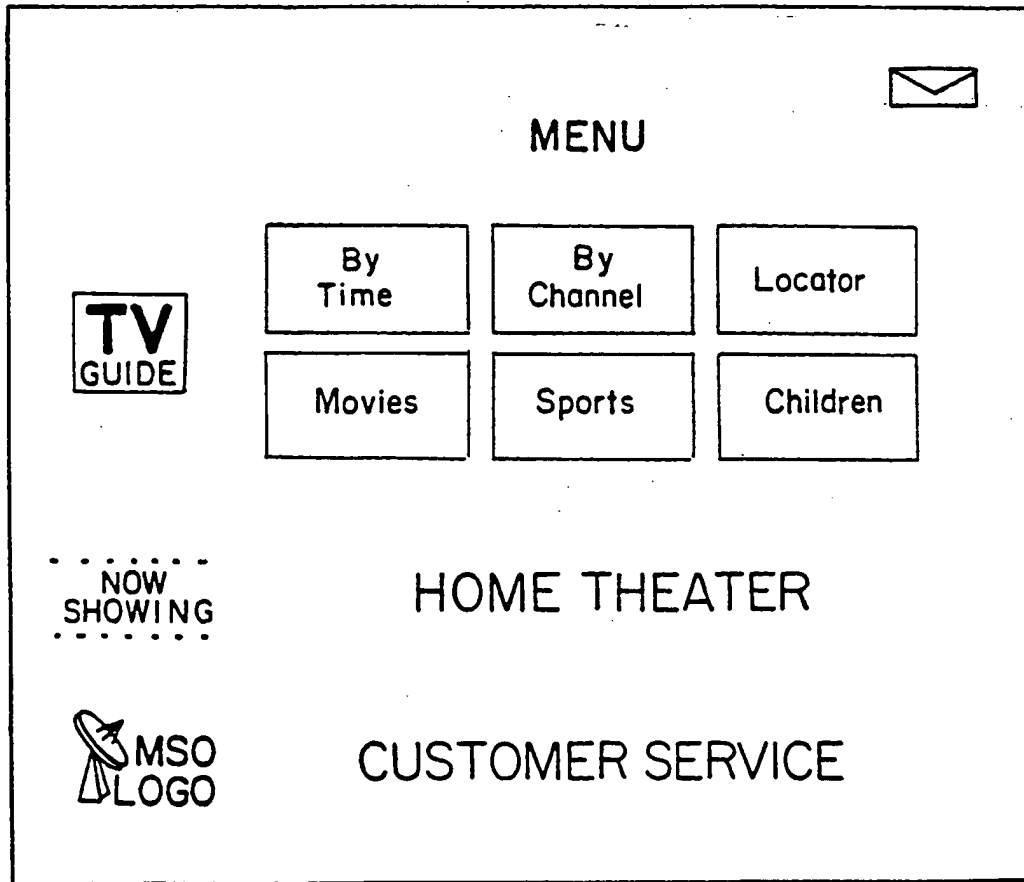 MENU
By
Time
By
Channel
Locator
TV
GUIDE
Movies
Sports
Children
NOW
SHOWING
HOME THEATER
MSO
LOGO
CUSTOMER SERVICE